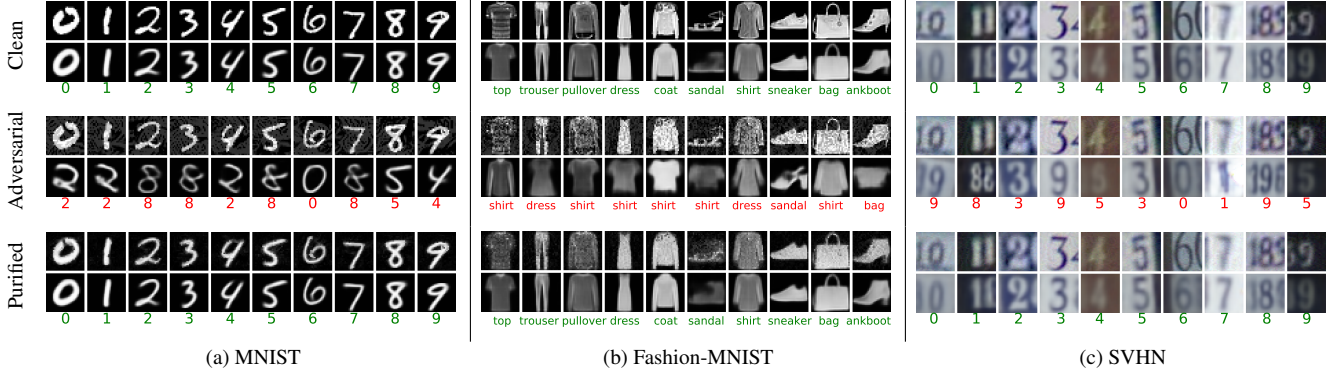 Clean
0 1 2 3 4 5 6 7 8 9
top trouser pullover dress coat sandal shirt sneaker bag ankboot
0 1 2 3 4 5 6 7 8 9
Adversarial
2 2 8 8 2 8 0 8 5 4
shirt dress shirt shirt shirt shirt dress sandal shirt bag
9 8 3 9 5 3 0 1 9 5
Purified
0 1 2 3 4 5 6 7 8 9
top trouser pullover dress coat sandal shirt sneaker bag ankboot
0 1 2 3 4 5 6 7 8 9
(a) MNIST
(b) Fashion-MNIST
(c) SVHN